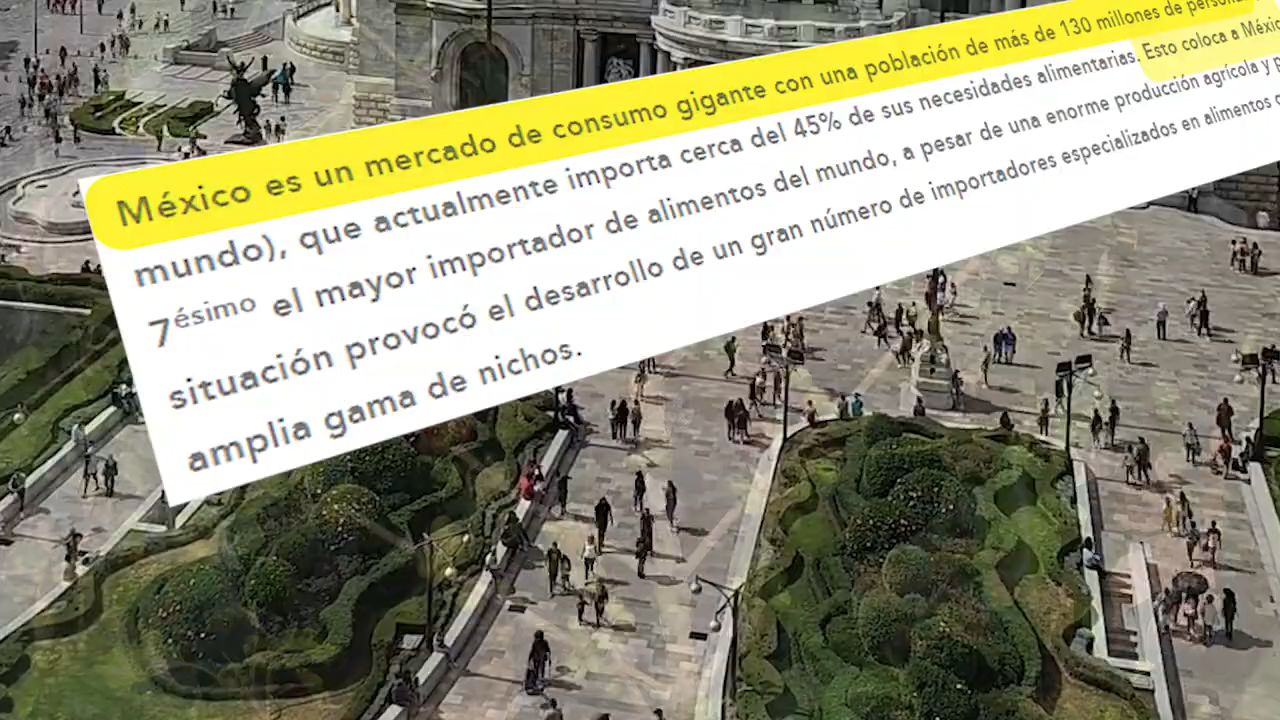 México es un mercado de consumo gigante con una población de más de 130 millones de
mundo), que actualmente importa cerca del 45% de sus necesidades alimentarias. Esto coloca a
7ésimo el mayor importador de alimentos del mundo, a pesar de una enorme producción agrícola y
situación provocó el desarrollo de un gran número de importadores especializados en alimentos
amplia gama de nichos.